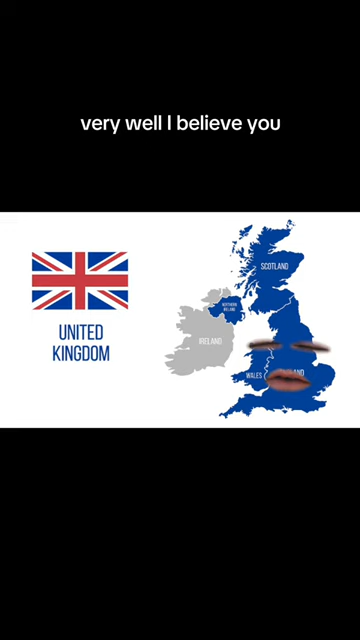 very well I believe you
SCOTLAND
NORTHERN
IRELAND
UNITED
KINGDOM
IRELAND
WALES